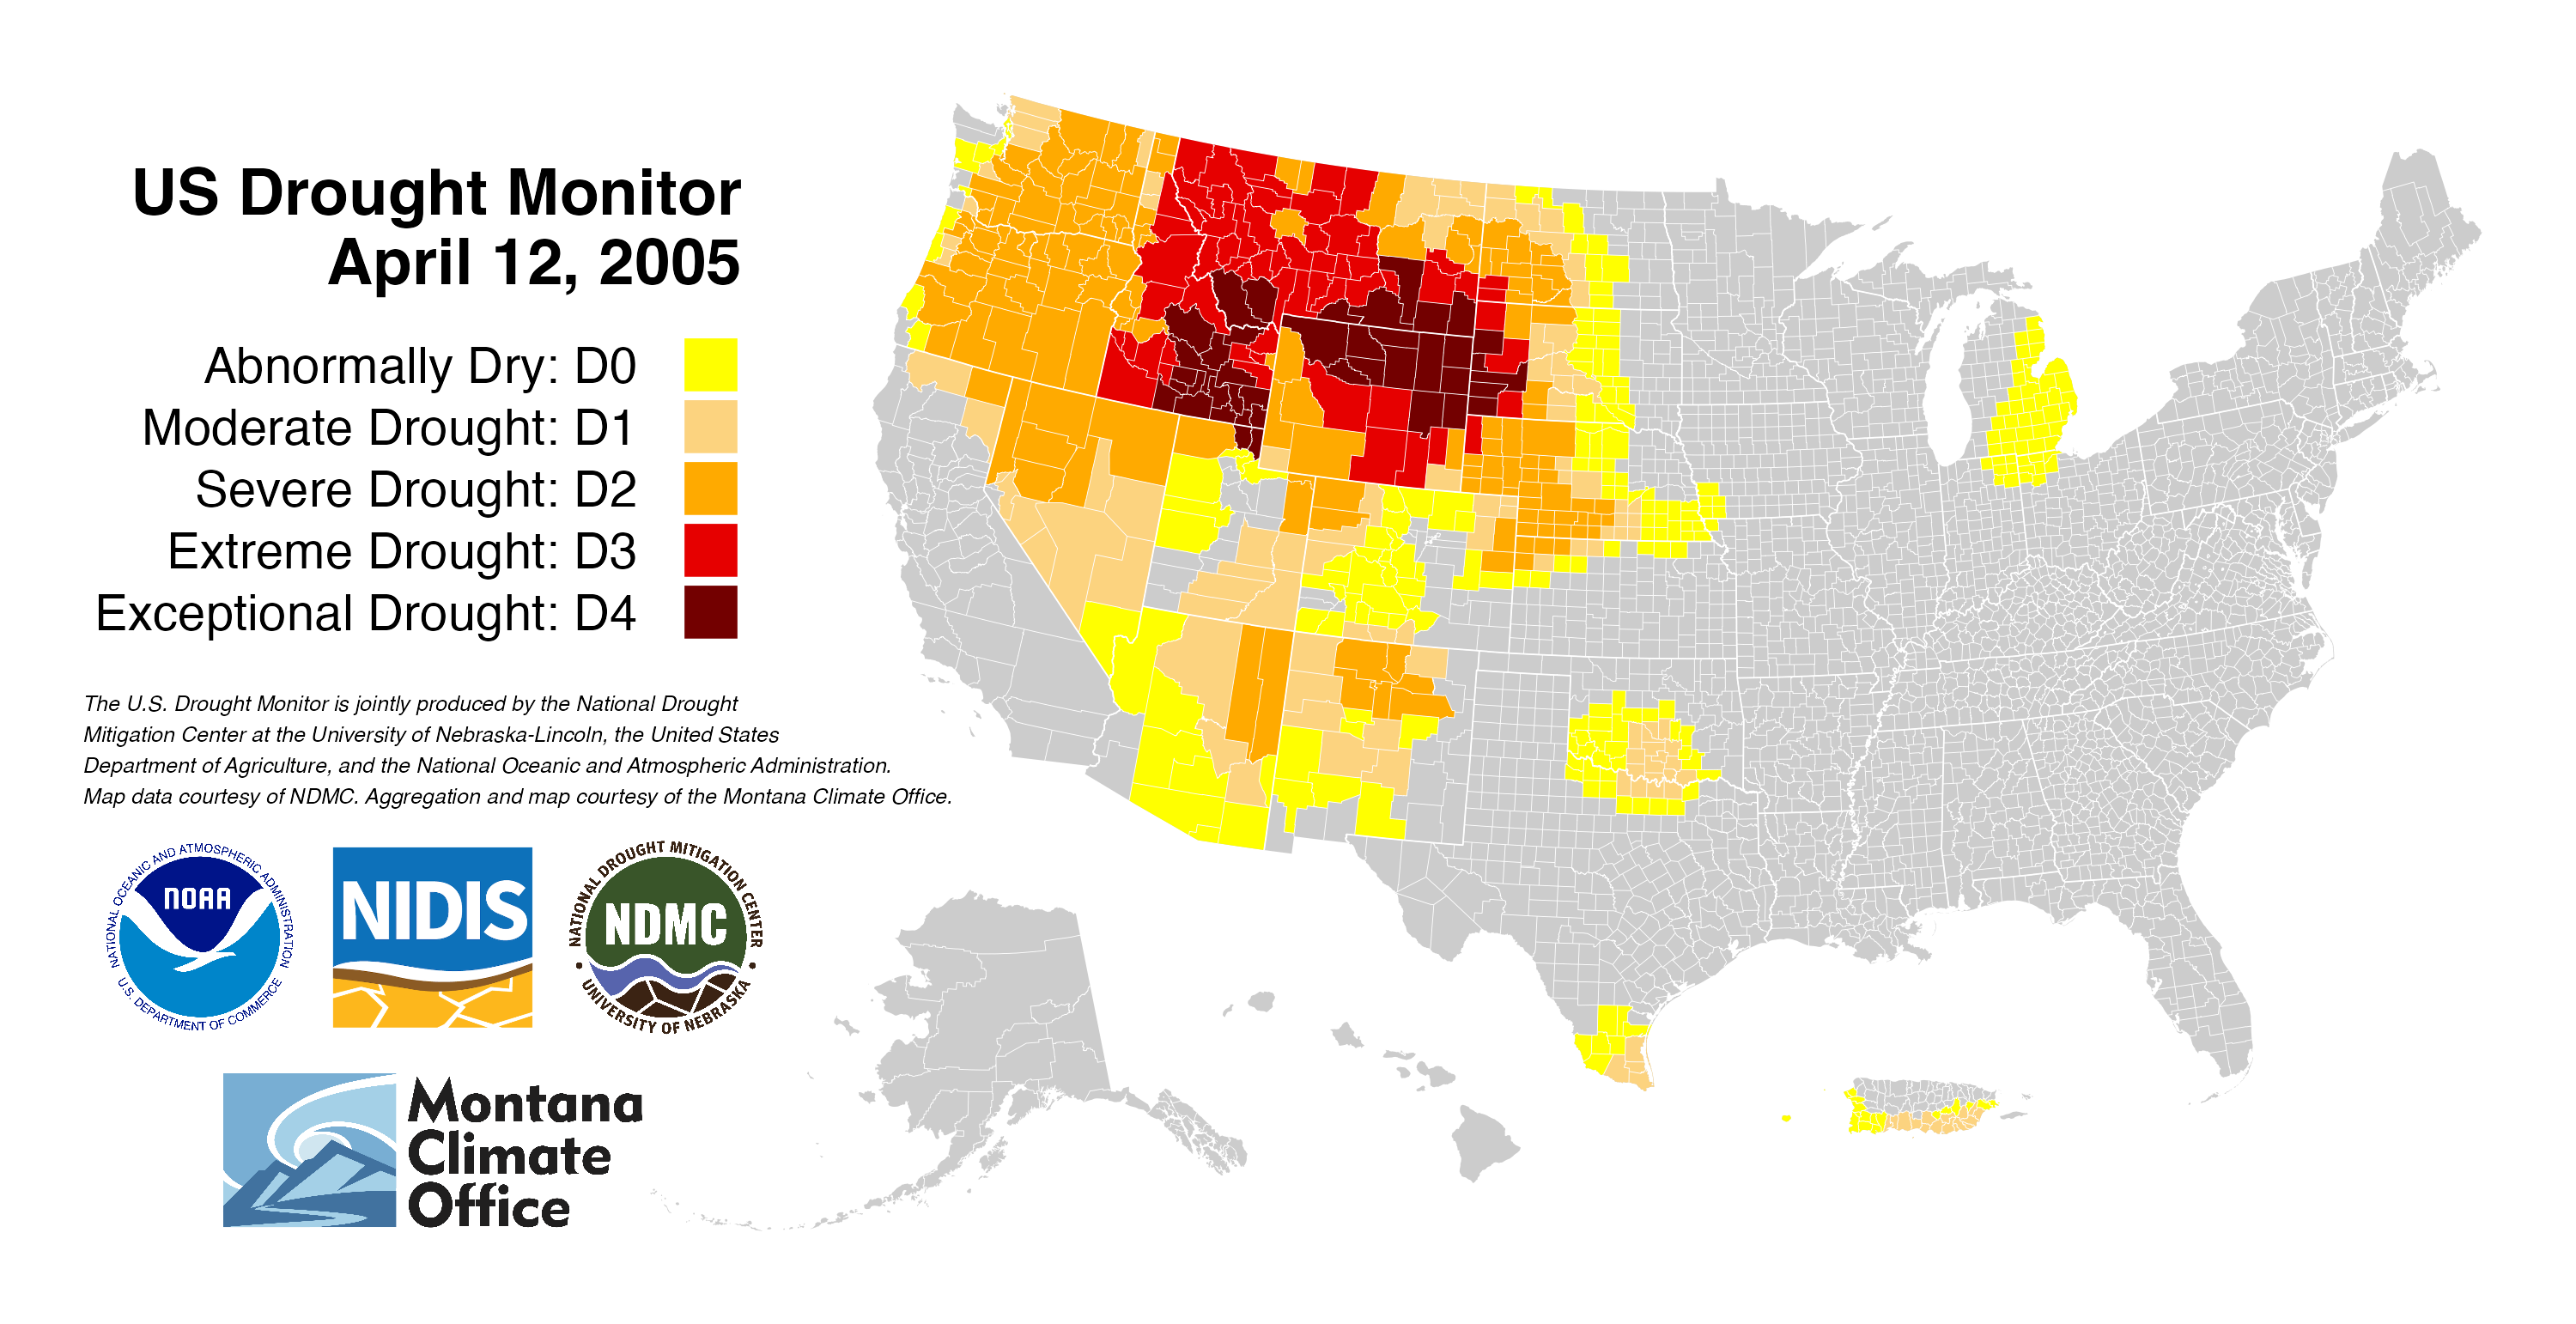 US Drought Monitor
April 12, 2005
Abnormally Dry: D0
Moderate Drought: D1
Severe Drought: D2
Extreme Drought: D3
Exceptional Drought: D4
The U.S. Drought Monitor is jointly produced by the National Drought
Mitigation Center at the University of Nebraska-Lincoln, the United States
Department of Agriculture, and the National Oceanic and Atmospheric Administration.
Map data courtesy of NDMC. Aggregation and map courtesy of the Montana Climate Office.
NATIONAL OCEANIC AND ATMOSPHERIC ADMINISTRATION
NOAA
U.S. DEPARTMENT OF COMMERCE
NIDIS
NATIONAL DROUGHT MITIGATION CENTER
NDMC
• UNIVERSITY OF NEBRASKA •
Montana
Climate
Office